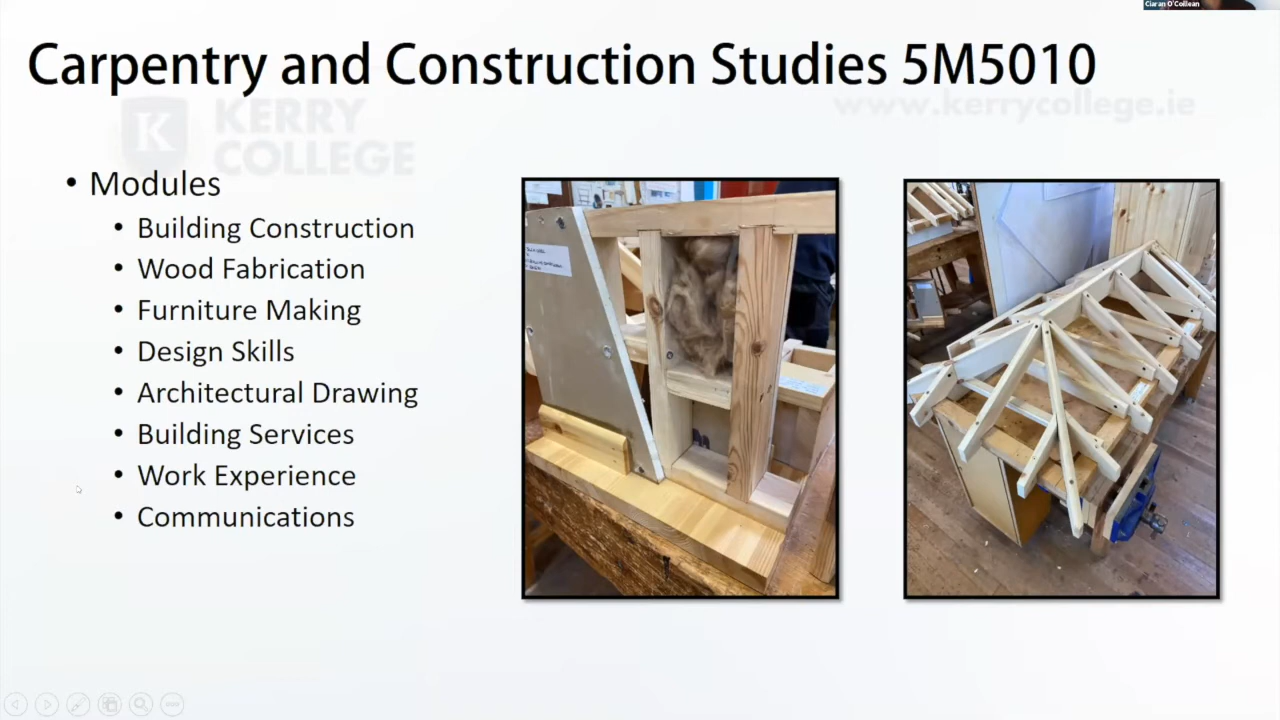 Ciaran O'Coilean
Carpentry and Construction Studies 5M5010
KERRY
COLLEGE
www.kerrycollege.ie
K
• Modules
• Building Construction
• Wood Fabrication
• Furniture Making
• Design Skills
• Architectural Drawing
• Building Services
• Work Experience
• Communications